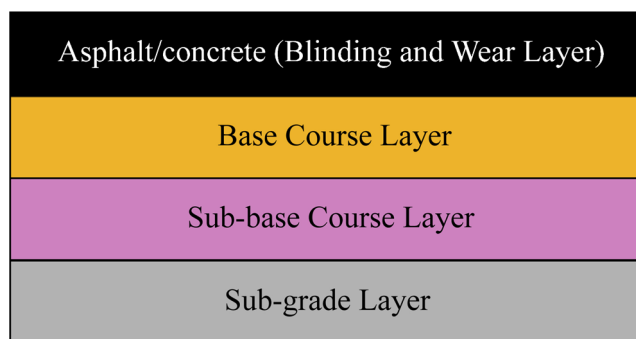 Asphalt/concrete (Blinding and Wear Layer)
Base Course Layer
Sub-base Course Layer
Sub-grade Layer